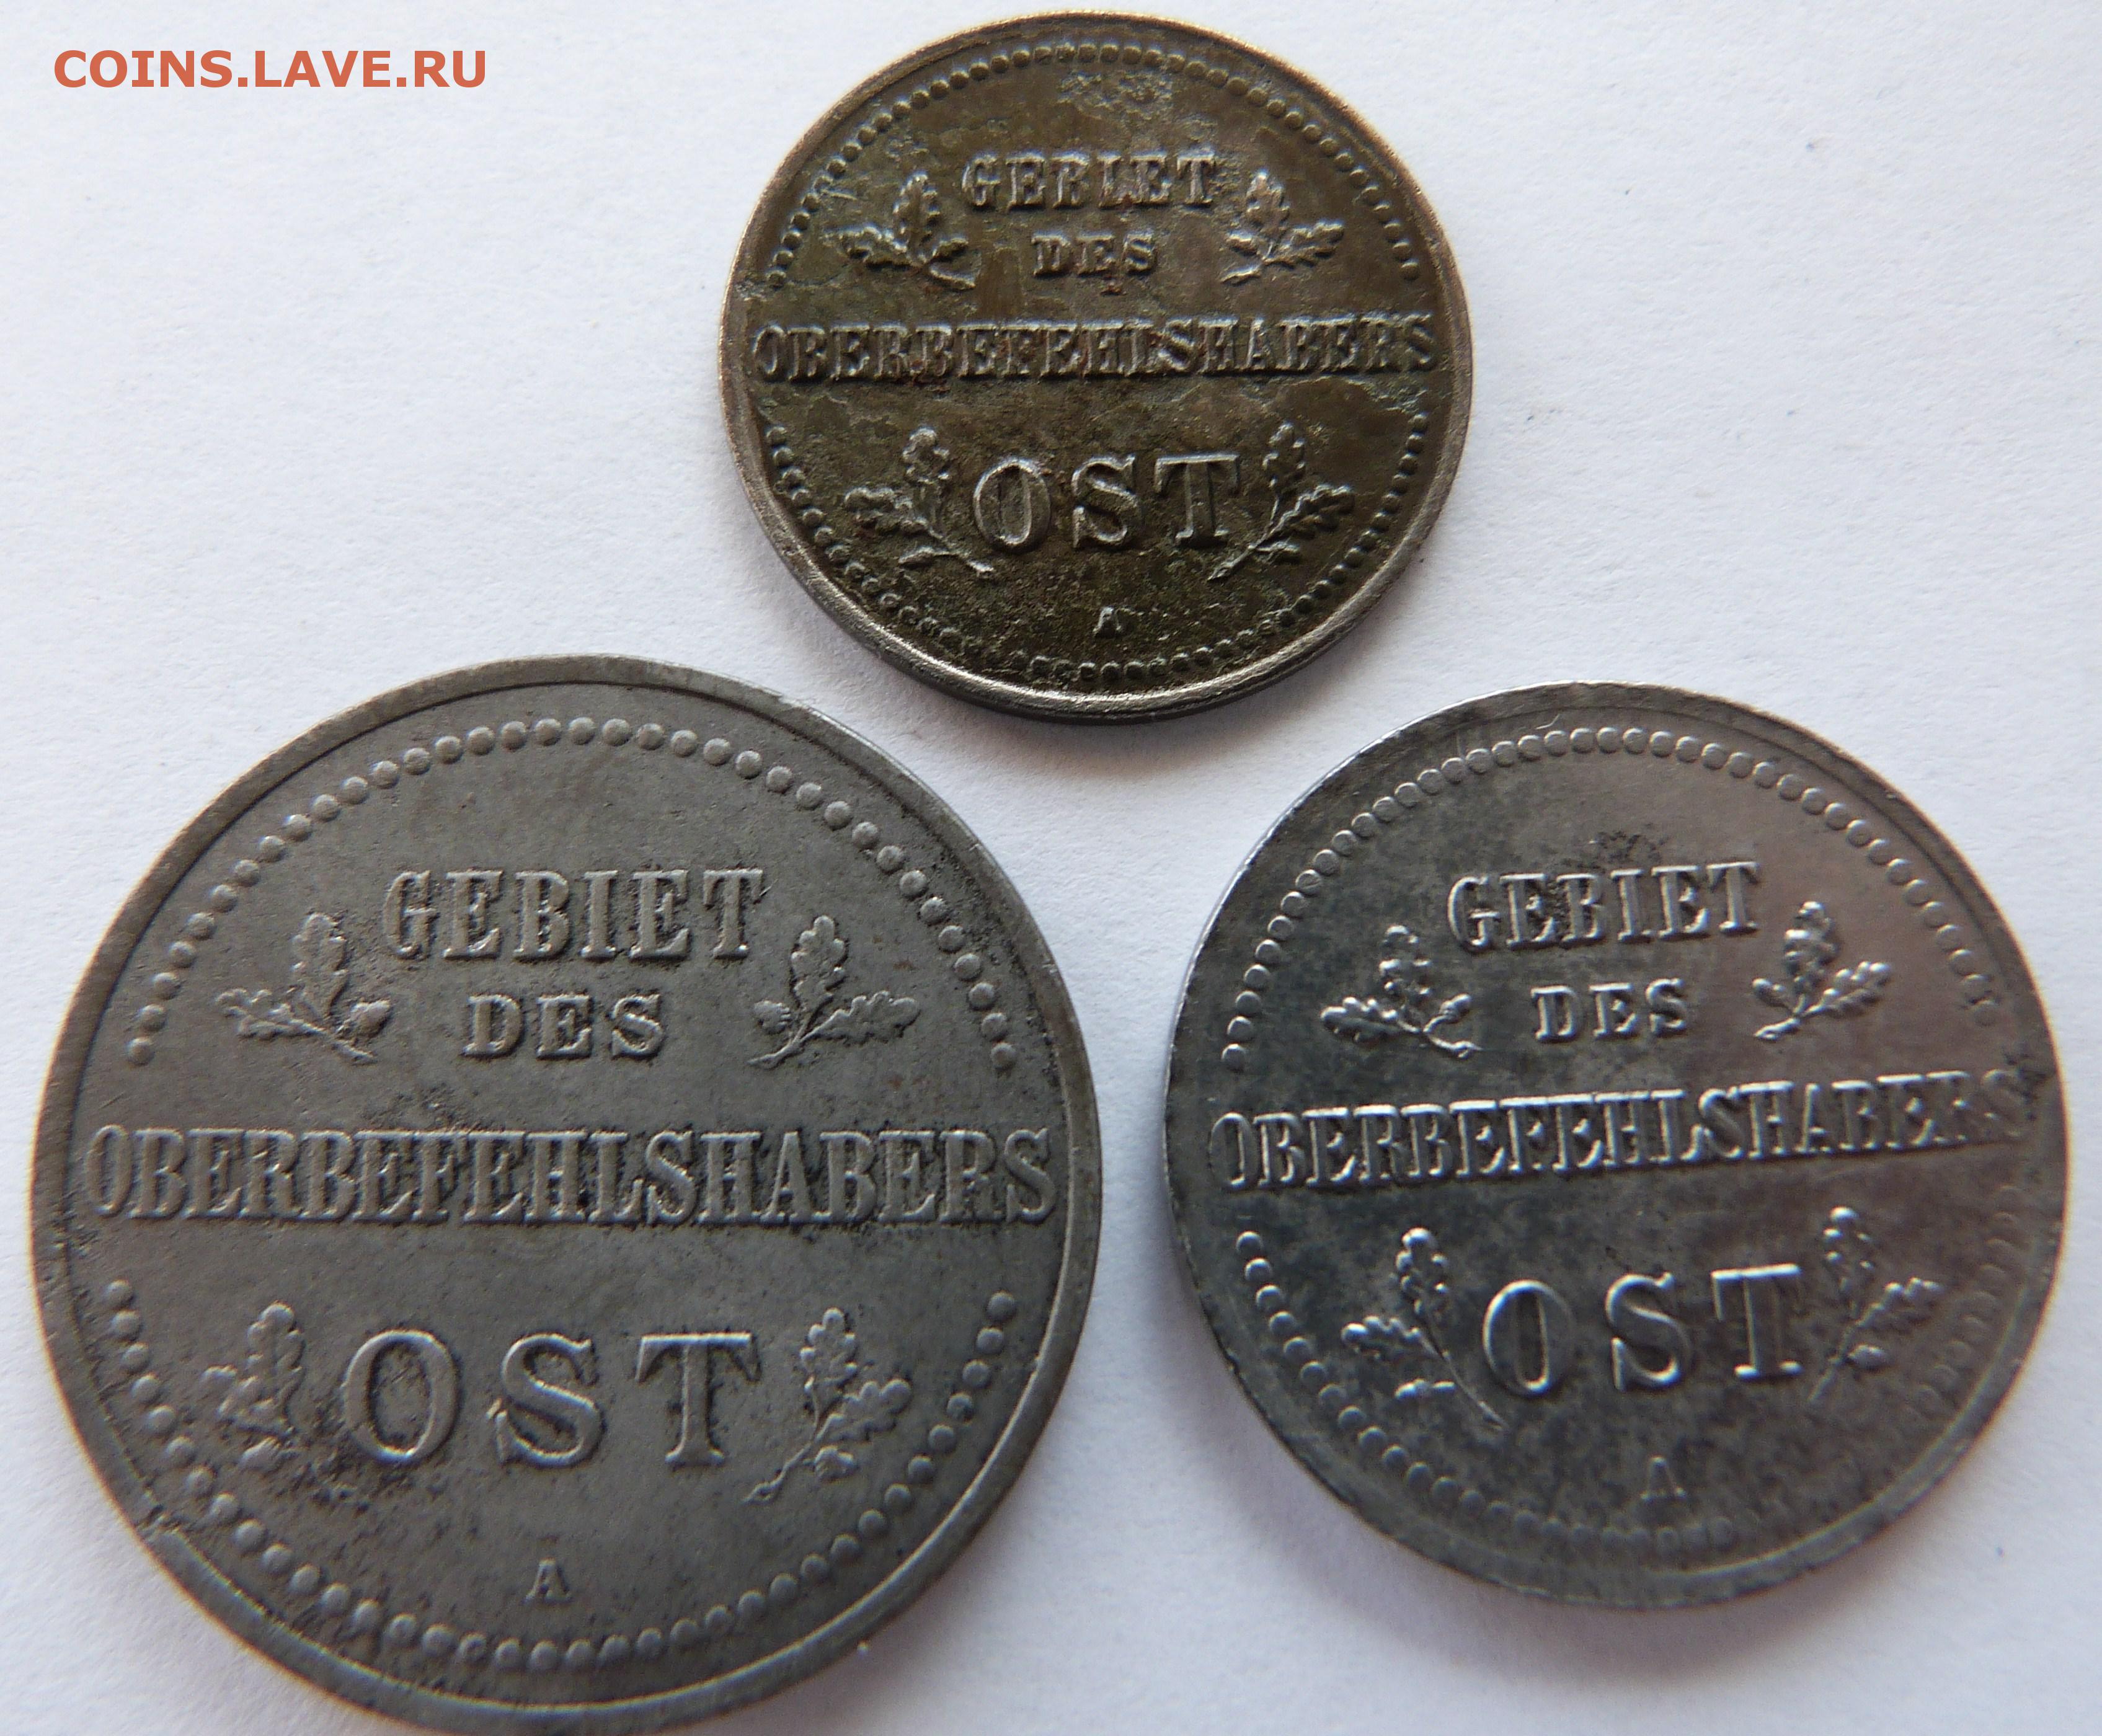 COINS.LAVE.RU
GEBIET
DES
OBERBEFEHLSHABERS
OST
A
GEBIET
DES
OBERBEFEHLSHABERS
OST
A
GEBIET
DES
OBERBEFEHLSHABERS
OST
A